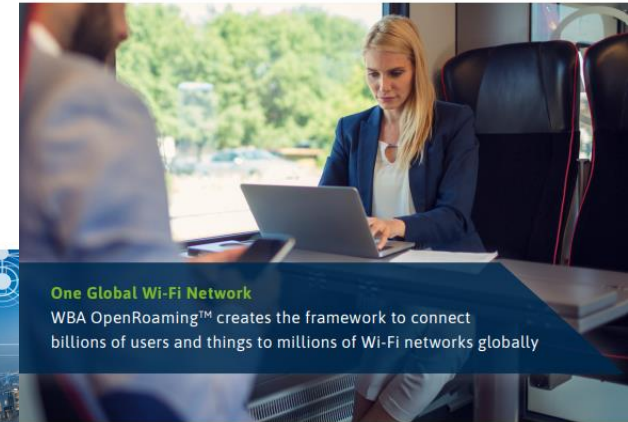 One Global Wi-Fi Network
WBA OpenRoaming™ creates the framework to connect
billions of users and things to millions of Wi-Fi networks globally